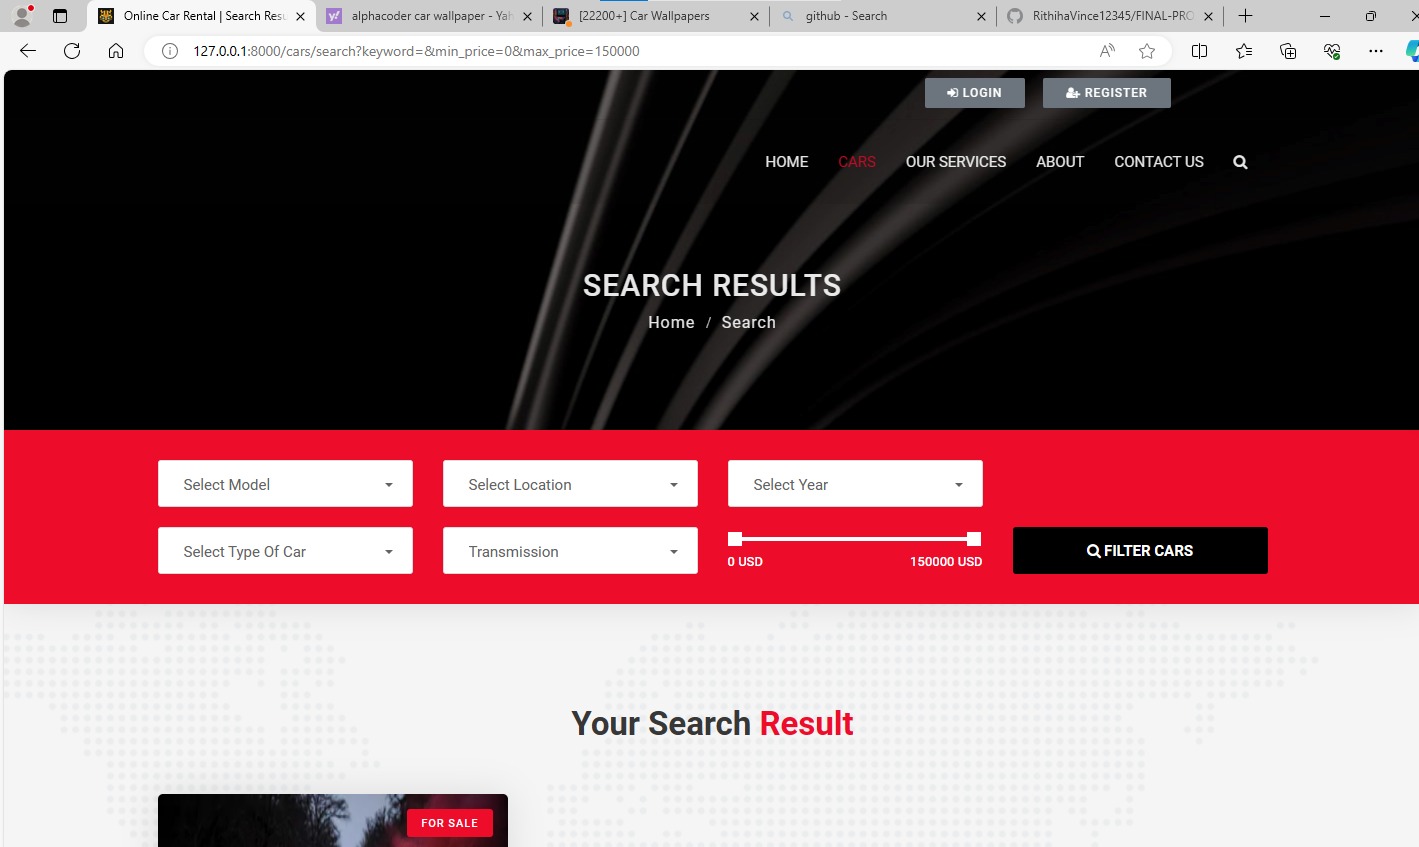 Online Car Rental | Search Resu
alphacoder car wallpaper - Yah
[22200+] Car Wallpapers
github - Search
RithihaVince12345/FINAL-PRO
127.0.0.1:8000/cars/search?keyword=&min_price=0&max_price=150000
LOGIN
REGISTER
HOME
CARS
OUR SERVICES
ABOUT
CONTACT US
SEARCH RESULTS
Home / Search
Select Model
Select Location
Select Year
Select Type Of Car
Transmission
0 USD
150000 USD
FILTER CARS
Your Search Result
FOR SALE